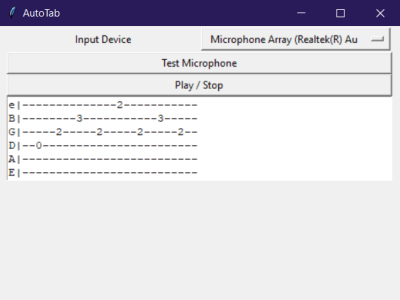 AutoTab
Input Device
Microphone Array (Realtek(R) Au
Test Microphone
Play / Stop
e|--------------2-----------
B|--------3-----------3-----
G|-----2-----2-----2-----2--
D|--0-----------------------
A|--------------------------
E|--------------------------